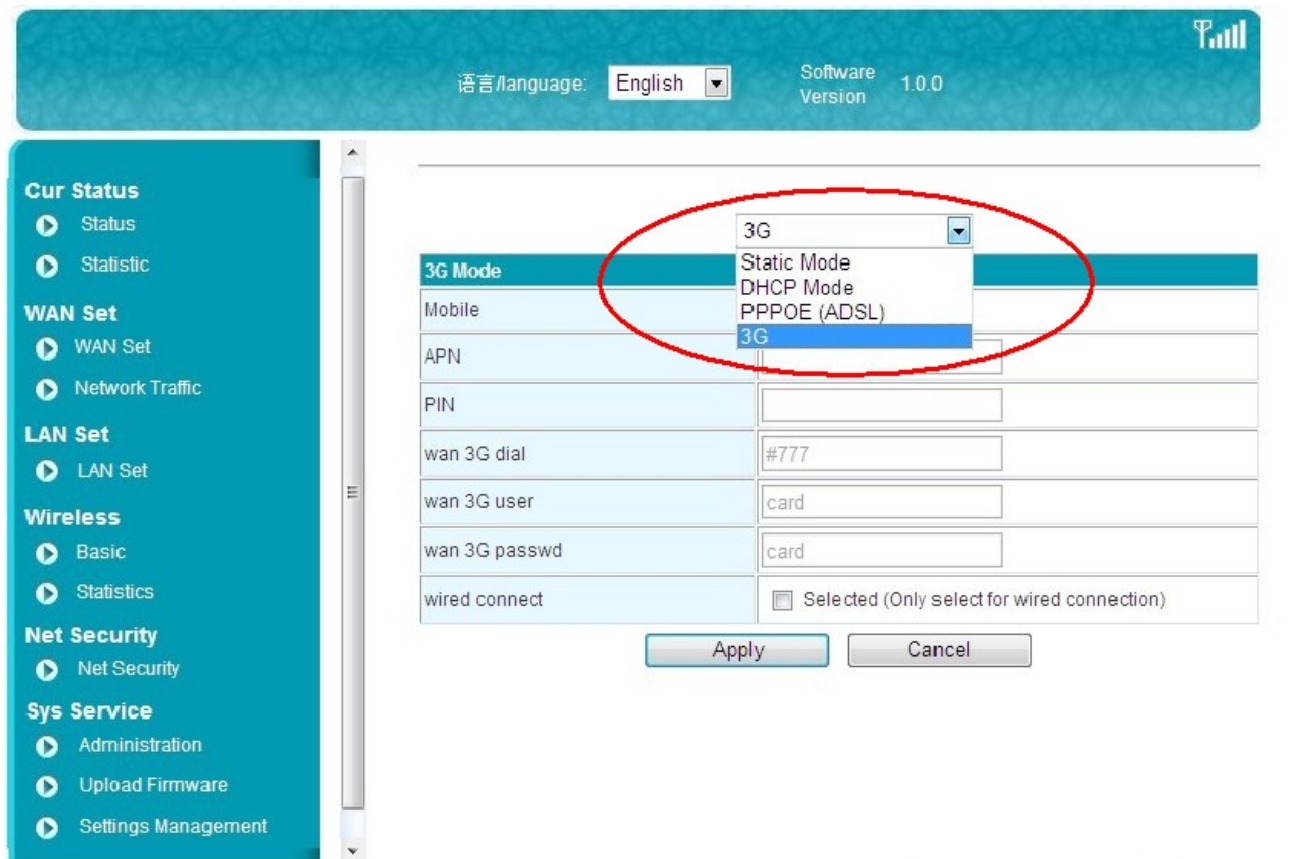 语言/language: English Software Version 1.0.0
Cur Status
Status
Statistic
WAN Set
WAN Set
Network Traffic
LAN Set
LAN Set
Wireless
Basic
Statistics
Net Security
Net Security
Sys Service
Administration
Upload Firmware
Settings Management
3G
Static Mode
DHCP Mode
PPPOE (ADSL)
3G
3G Mode
Mobile
APN
PIN
wan 3G dial #777
wan 3G user card
wan 3G passwd card
wired connect Selected (Only select for wired connection)
Apply Cancel